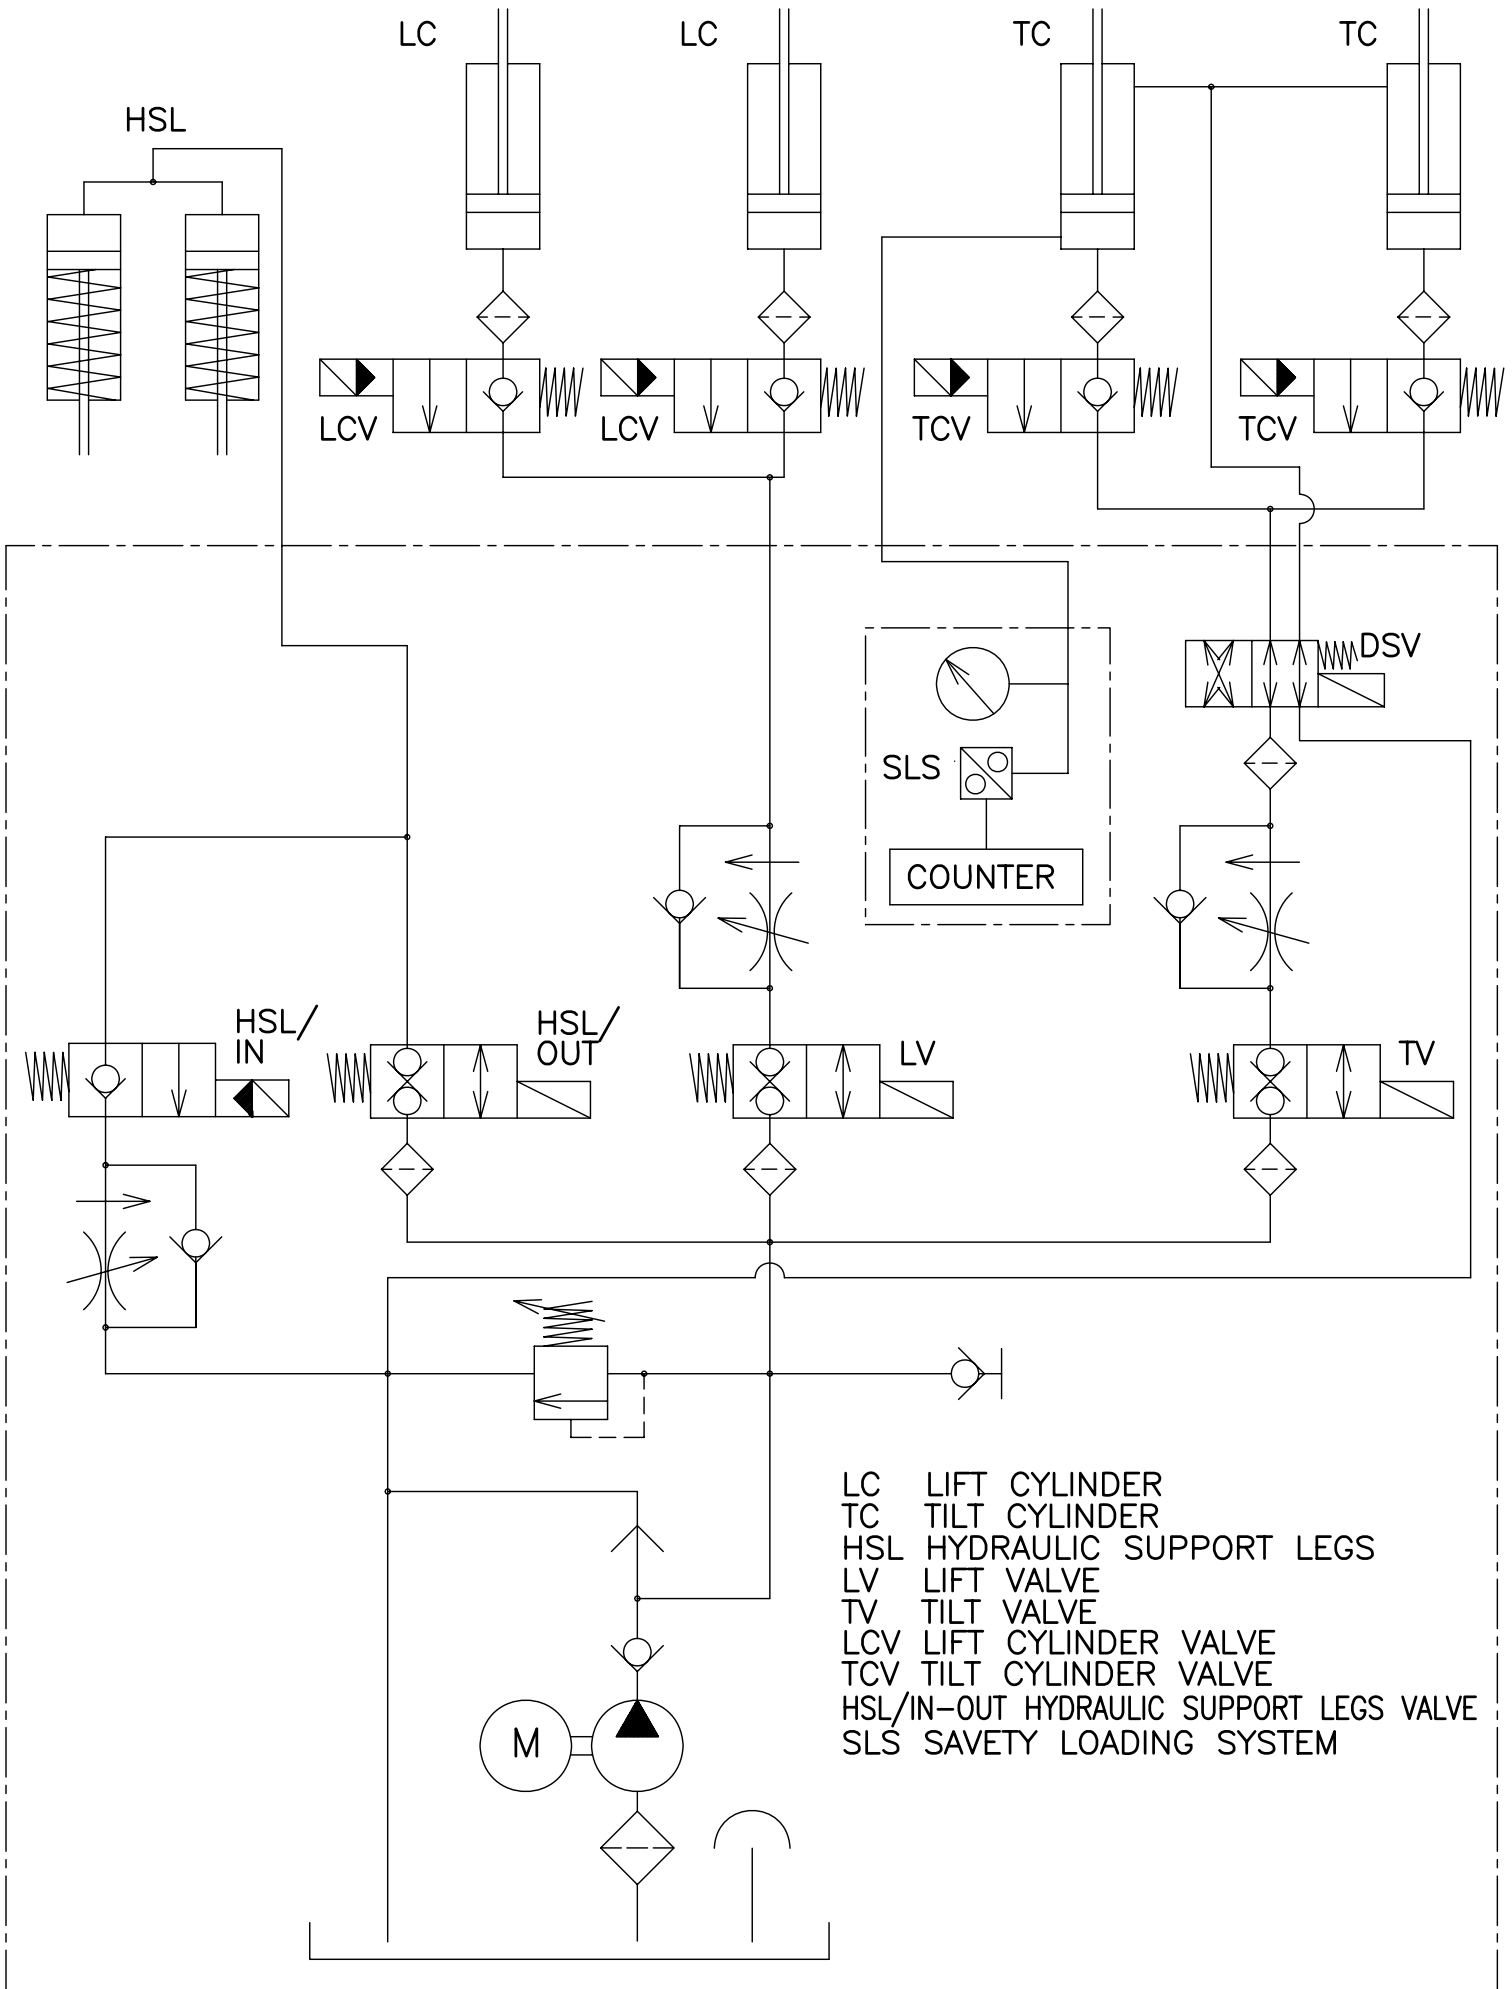 LC
LC
TC
TC
HSL
LCV
LCV
TCV
TCV
DSV
SLS
COUNTER
HSL/
IN
HSL/
OUT
LV
TV
M
LC LIFT CYLINDER
TC TILT CYLINDER
HSL HYDRAULIC SUPPORT LEGS
LV LIFT VALVE
TV TILT VALVE
LCV LIFT CYLINDER VALVE
TCV TILT CYLINDER VALVE
HSL/IN-OUT HYDRAULIC SUPPORT LEGS VALVE
SLS SAVETY LOADING SYSTEM